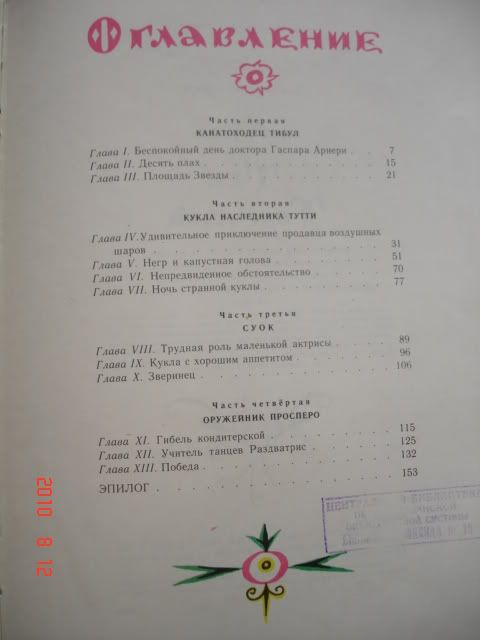 Оглавление
Часть первая
КАНАТОХОДЕЦ ТИБУЛ
Глава I. Беспокойный день доктора Гаспара Арнери . . 7
Глава II. Десять плах . . . . . . . . . . . 15
Глава III. Площадь Звезды . . . . . . . . . 21
Часть вторая
КУКЛА НАСЛЕДНИКА ТУТТИ
Глава IV. Удивительное приключение продавца воздушных
шаров . . . . . . . . . . . . . . 31
Глава V. Негр и капустная голова . . . . . . . 51
Глава VI. Непредвиденное обстоятельство . . . . . 70
Глава VII. Ночь странной куклы . . . . . . . . 77
Часть третья
СУОК
Глава VIII. Трудная роль маленькой актрисы . . . . 89
Глава IX. Кукла с хорошим аппетитом . . . . . . 96
Глава X. Зверинец . . . . . . . . . . . . 106
Часть четвёртая
ОРУЖЕЙНИК ПРОСПЕРО
Глава XI. Гибель кондитерской . . . . . . . . 115
Глава XII. Учитель танцев Раздватрис . . . . . . 125
Глава XIII. Победа . . . . . . . . . . . . 132
ЭПИЛОГ . . . . . . . . . . . . . . . 153
БИБЛИОТЕКА
системы
2010 8 12